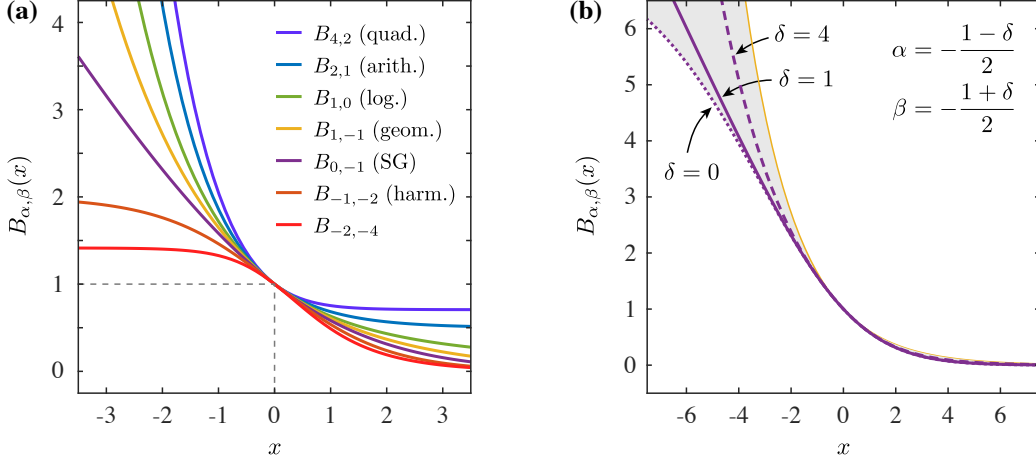 (a)
4
3
2
1
0
-3 -2 -1 0 1 2 3
x
B_{α,β}(x)
B_{4,2} (quad.)
B_{2,1} (arith.)
B_{1,0} (log.)
B_{1,−1} (geom.)
B_{0,−1} (SG)
B_{−1,−2} (harm.)
B_{−2,−4}
(b)
6
5
4
3
2
1
0
-6 -4 -2 0 2 4 6
x
B_{α,β}(x)
δ = 4
δ = 1
δ = 0
α = −\frac{1 − δ}{2}
β = −\frac{1 + δ}{2}